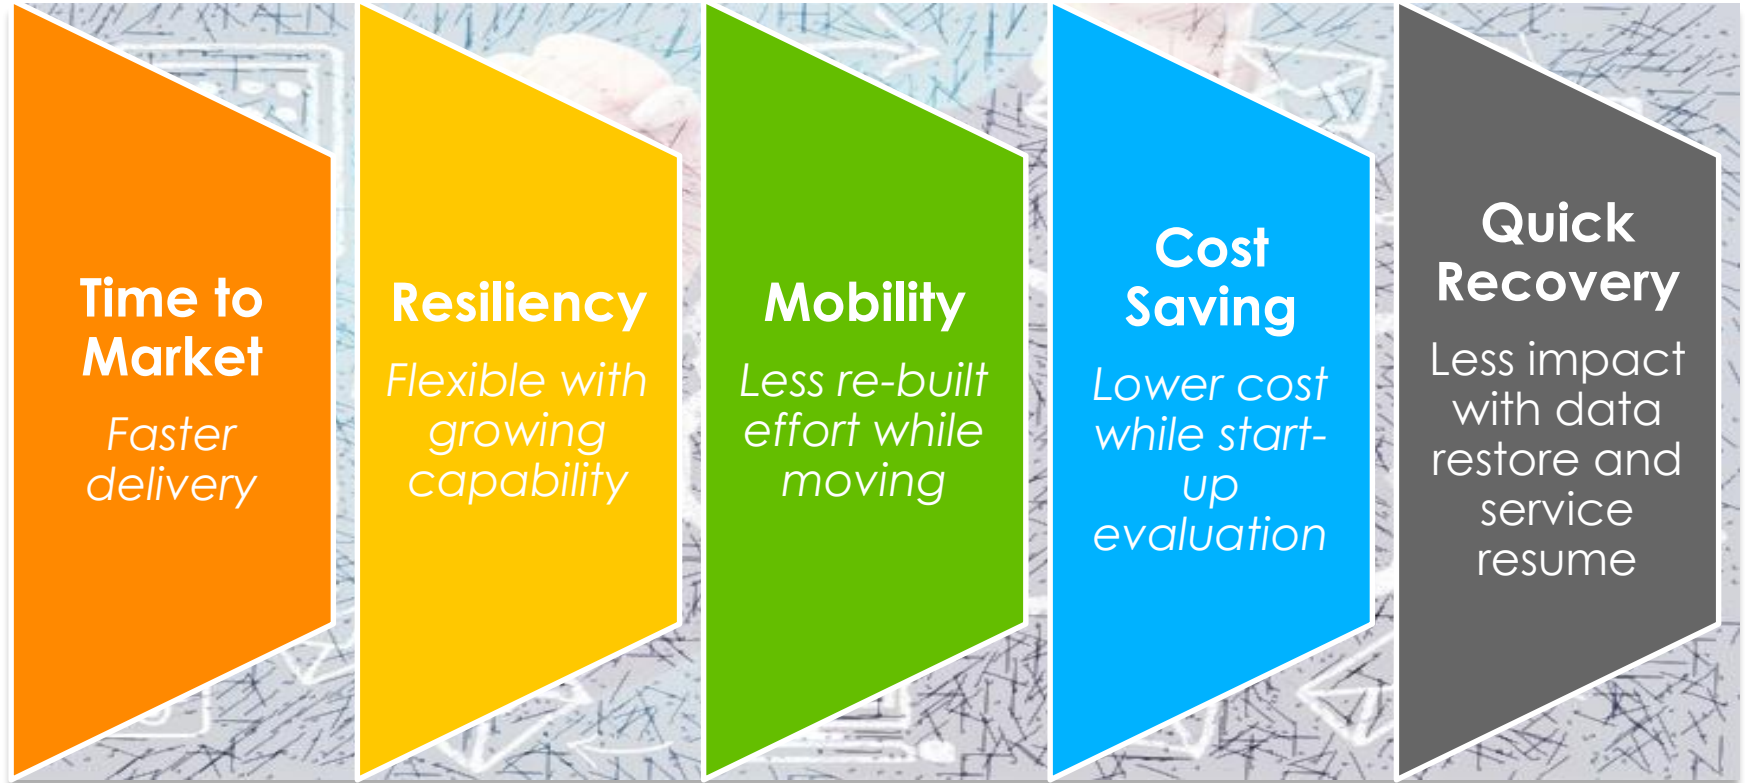 Time to
Market
Faster
delivery
Resiliency
Flexible with
growing
capability
Mobility
Less re-built
effort while
moving
Cost
Saving
Lower cost
while start-
up
evaluation
Quick
Recovery
Less impact
with data
restore and
service
resume